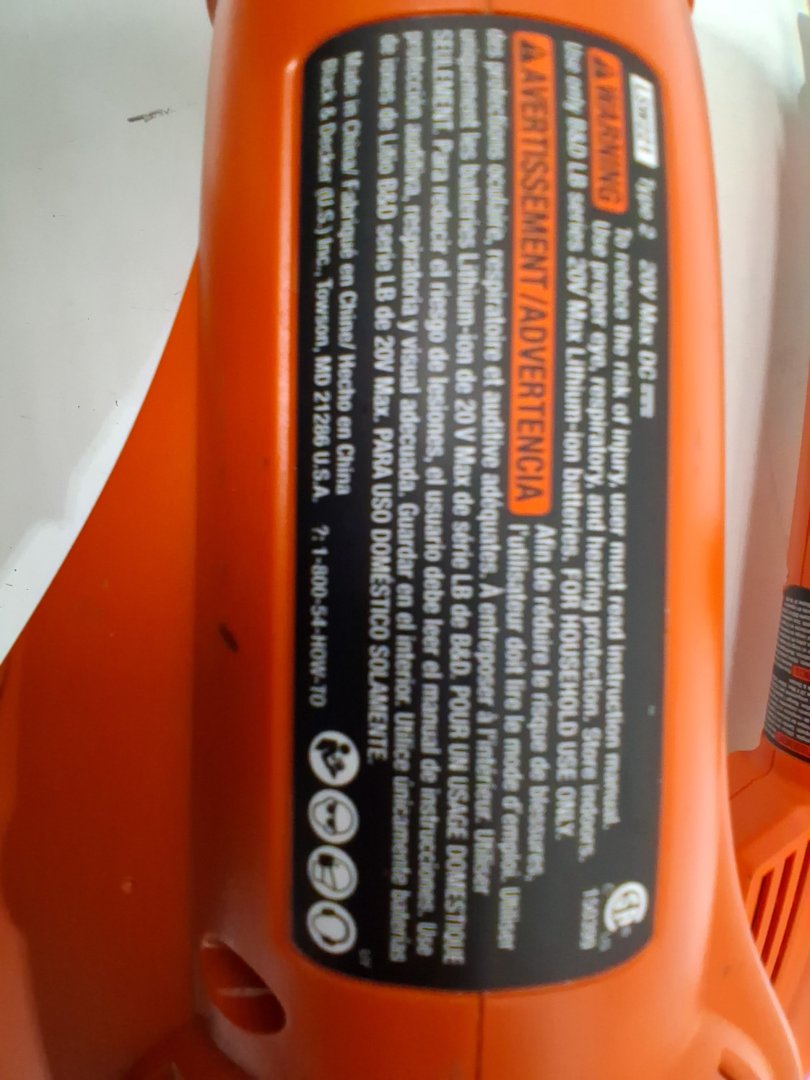 LSW221 Type 2 20V Max DC
WARNING To reduce the risk of injury, user must read instruction manual.
Use proper eye, respiratory, and hearing protection. Store indoors.
Use only B&D LB series 20V Max Lithium-ion batteries. FOR HOUSEHOLD USE ONLY.
AVERTISSEMENT/ADVERTENCIA Afin de réduire le risque de blessures,
l'utilisateur doit lire le mode d'emploi. Utiliser
des protections oculaire, respiratoire et auditive adéquates. À entreposer à l'intérieur. Utiliser
uniquement les batteries Lithium-ion de 20V Max de série LB de B&D. POUR UN USAGE DOMESTIQUE
SEULEMENT. Para reducir el riesgo de lesiones, el usuario debe leer el manual de instrucciones. Use
protección auditiva, respiratoria y visual adecuada. Guardar en el interior. Utilice únicamente baterías
de iones de Litio B&D serie LB de 20V Max. PARA USO DOMÉSTICO SOLAMENTE.
Made in China/ Fabriqué en Chine/ Hecho en China
Black & Decker (U.S.) Inc., Towson, MD 21286 U.S.A. ?: 1-800-54-HOW-TO